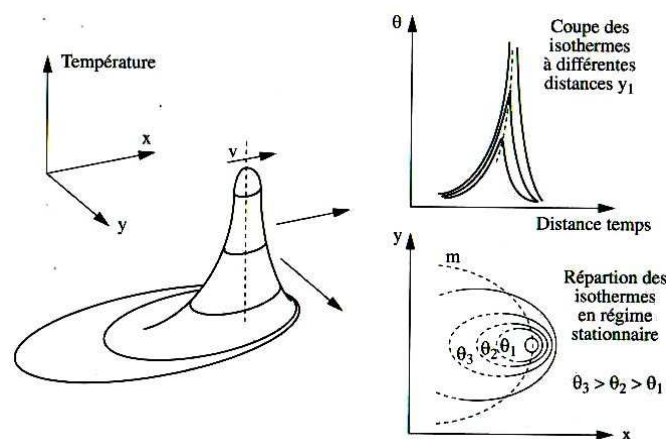 Température
x
y
v
θ
Coupe des
isothermes
à différentes
distances y₁
Distance temps
y
m
θ₃ θ₂ θ₁
Répartion des
isothermes
en régime
stationnaire
θ₃ > θ₂ > θ₁
x